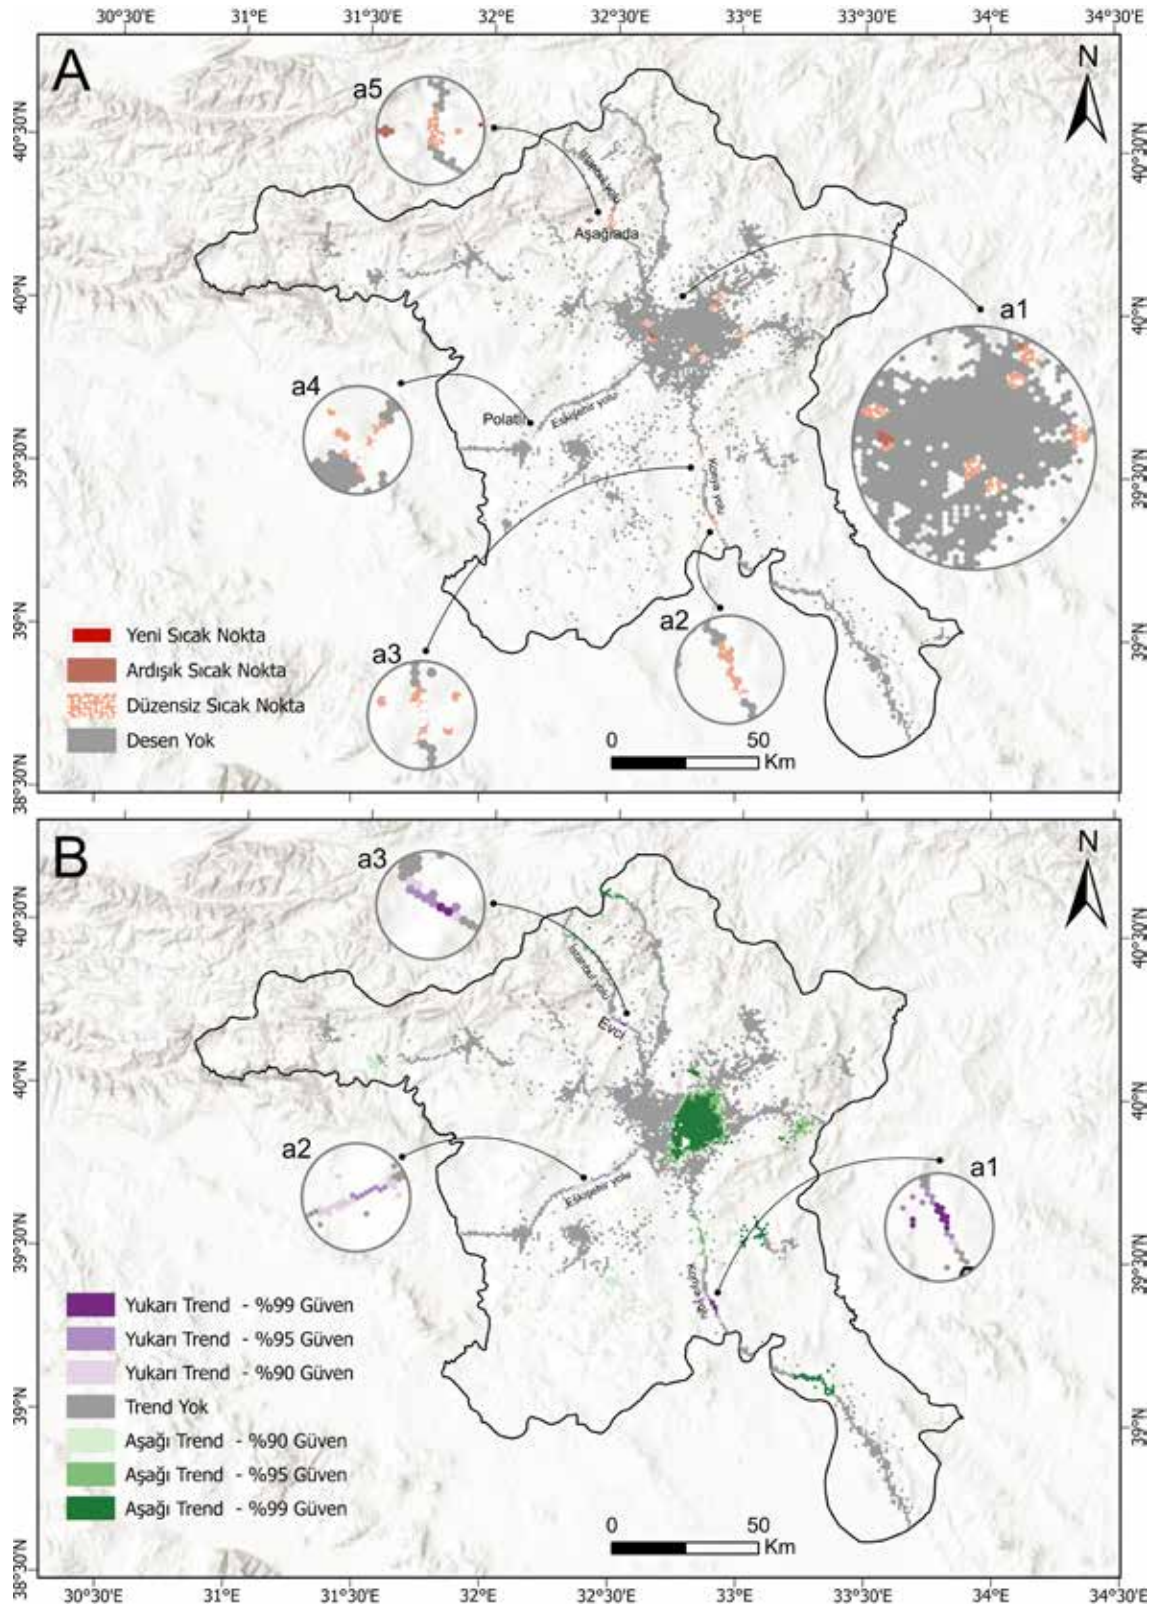 30°30'E 31°E 31°30'E 32°E 32°30'E 33°E 33°30'E 34°E 34°30'E
A
N
a5
40°30'N
40°30'N
İstanbul yolu
Aşağıada
40°N
40°N
a1
a4
Polatlı
Eskişehir yolu
39°30'N
39°30'N
Konya yolu
39°N
39°N
a2
a3
Yeni Sıcak Nokta
Ardışık Sıcak Nokta
Düzensiz Sıcak Nokta
Desen Yok
0 50
Km
38°30'N
B
N
a3
40°30'N
40°30'N
İstanbul yolu
Evci
40°N
40°N
a2
a1
Eskişehir yolu
39°30'N
39°30'N
Konya yolu
Yukarı Trend - %99 Güven
Yukarı Trend - %95 Güven
Yukarı Trend - %90 Güven
Trend Yok
Aşağı Trend - %90 Güven
Aşağı Trend - %95 Güven
Aşağı Trend - %99 Güven
39°N
39°N
0 50
Km
38°30'N
30°30'E 31°E 31°30'E 32°E 32°30'E 33°E 33°30'E 34°E 34°30'E